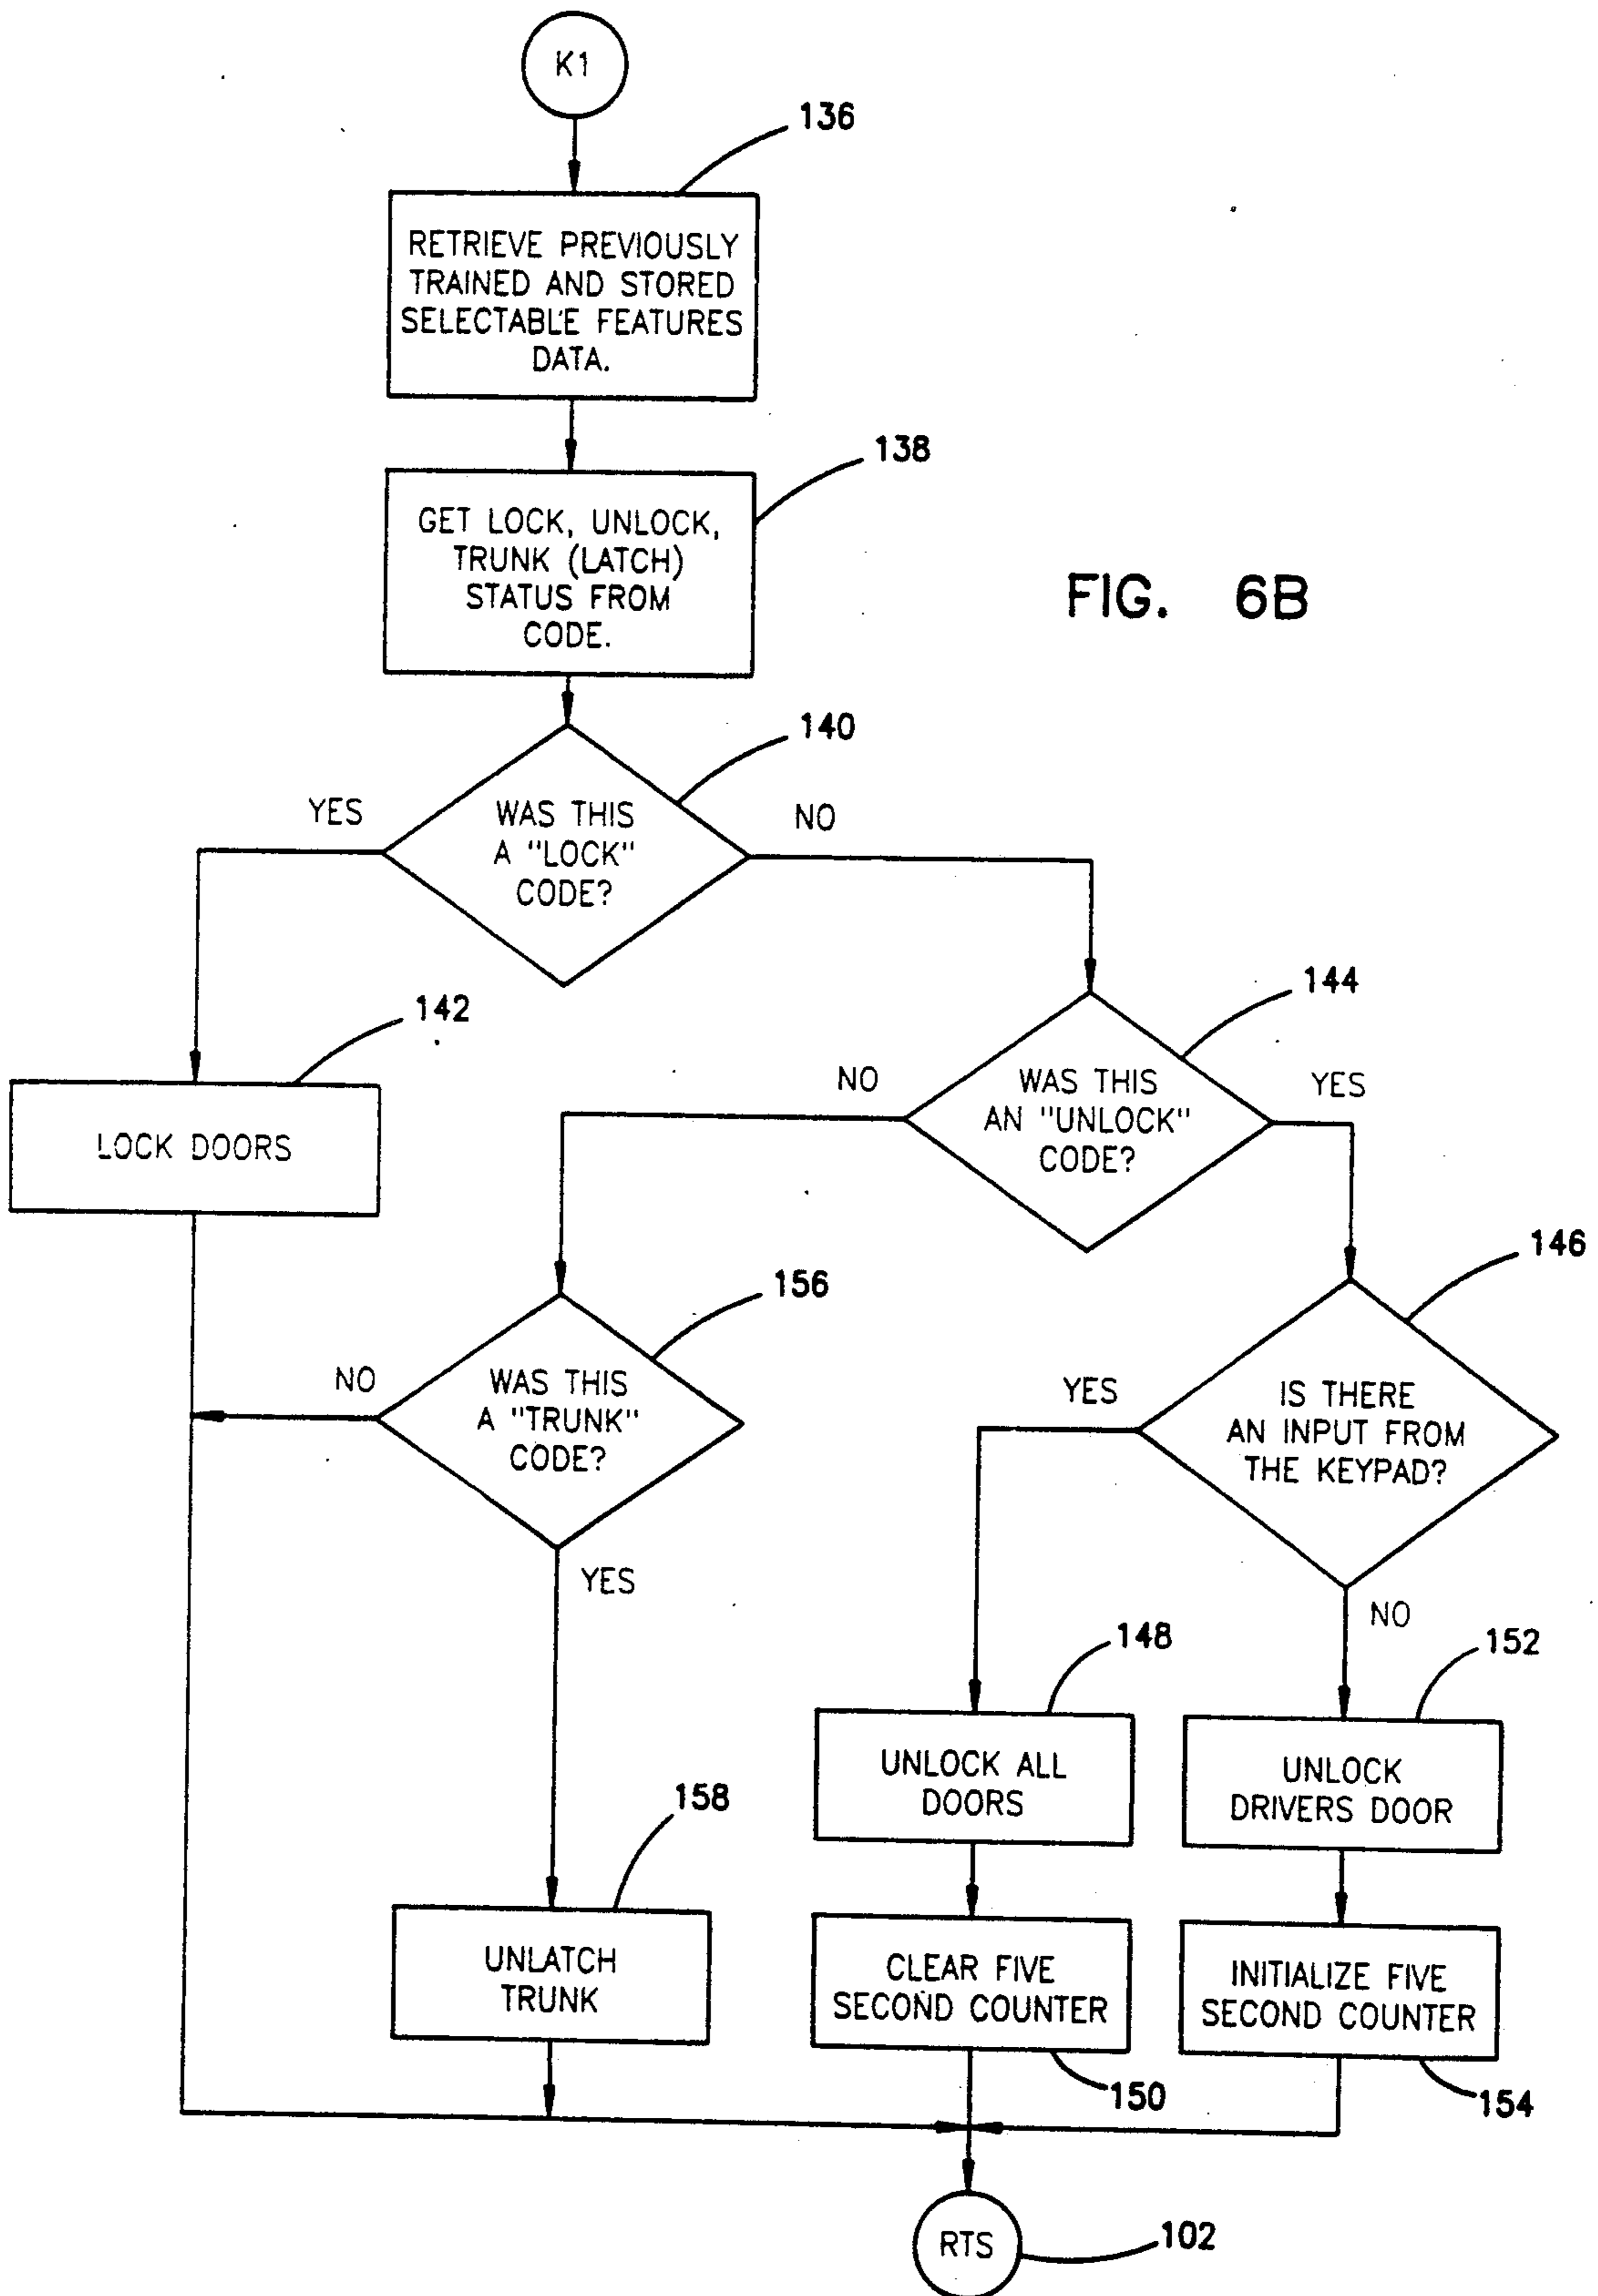 K1
136
RETRIEVE PREVIOUSLY
TRAINED AND STORED
SELECTABLE FEATURES
DATA.
138
GET LOCK, UNLOCK,
TRUNK (LATCH)
STATUS FROM
CODE.
FIG. 6B
140
YES
WAS THIS
A "LOCK"
CODE?
NO
142
LOCK DOORS
144
NO
WAS THIS
AN "UNLOCK"
CODE?
YES
146
156
NO
WAS THIS
A "TRUNK"
CODE?
YES
YES
IS THERE
AN INPUT FROM
THE KEYPAD?
NO
148
152
UNLOCK ALL
DOORS
UNLOCK
DRIVERS DOOR
158
UNLATCH
TRUNK
CLEAR FIVE
SECOND COUNTER
INITIALIZE FIVE
SECOND COUNTER
150
154
RTS
102